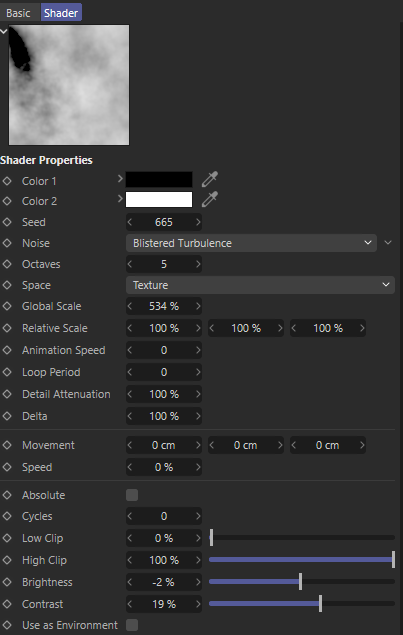 Basic Shader
Shader Properties
Color 1
Color 2
Seed 665
Noise Blistered Turbulence
Octaves 5
Space Texture
Global Scale 534 %
Relative Scale 100 % 100 % 100 %
Animation Speed 0
Loop Period 0
Detail Attenuation 100 %
Delta 100 %
Movement 0 cm 0 cm 0 cm
Speed 0 %
Absolute
Cycles 0
Low Clip 0 %
High Clip 100 %
Brightness -2 %
Contrast 19 %
Use as Environment